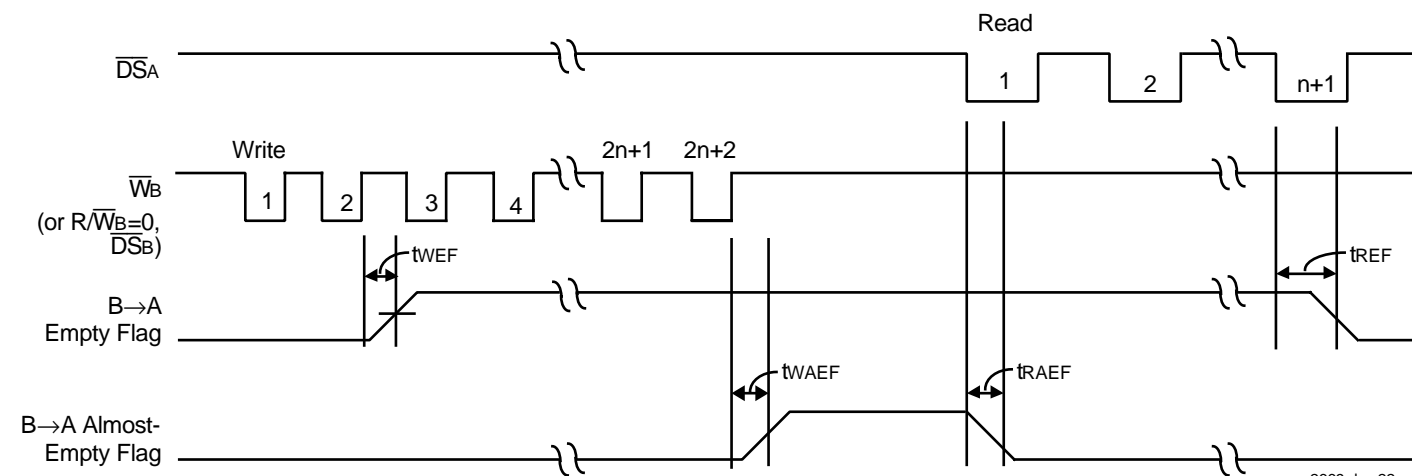 Read
DSA
1 2 n+1
Write 2n+1 2n+2
WB
(or R/WB=0,
DSB)
1 2 3 4
tWEF
tREF
B→A
Empty Flag
tWAEF
tRAEF
B→A Almost-
Empty Flag